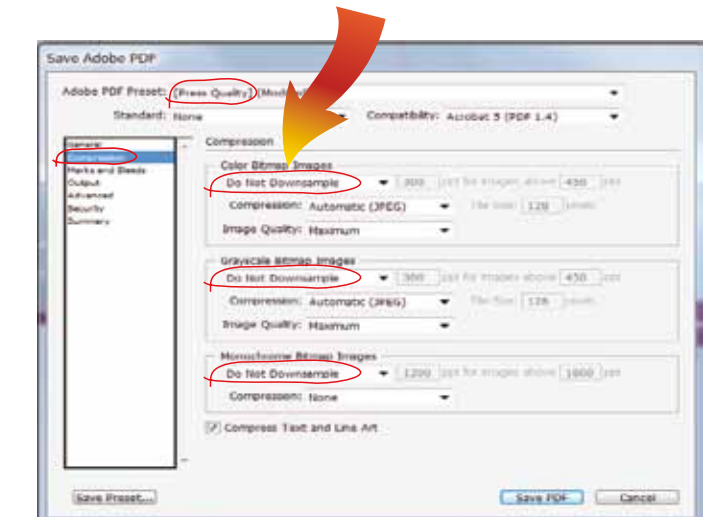 Save Adobe PDF
Adobe PDF Preset: [Press Quality]
Standard: None Compatibility: Acrobat 5 (PDF 1.4)
General
Compression
Marks and Bleeds
Output
Advanced
Security
Summary
Compression
Color Bitmap Images
Do Not Downsample 300 ppi for images above 450 ppi
Compression: Automatic (JPEG) Tile Size: 128
Image Quality: Maximum
Grayscale Bitmap Images
Do Not Downsample 300 ppi for images above 450 ppi
Compression: Automatic (JPEG) Tile Size: 128
Image Quality: Maximum
Monochrome Bitmap Images
Do Not Downsample 1200 ppi for images above 1800 ppi
Compression: None
Compress Text and Line Art
Save Preset... Save PDF Cancel